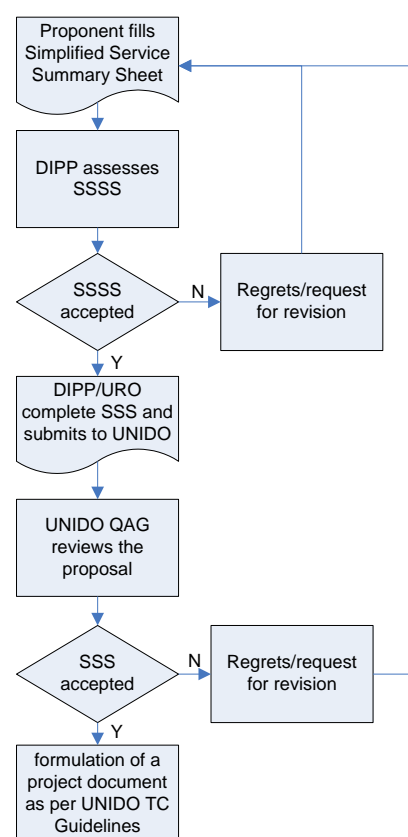 Proponent fills
Simplified Service
Summary Sheet
DIPP assesses
SSSS
SSSS
accepted
N
Regrets/request
for revision
Y
DIPP/URO
complete SSS and
submits to UNIDO
UNIDO QAG
reviews the
proposal
SSS
accepted
N
Regrets/request
for revision
Y
formulation of a
project document
as per UNIDO TC
Guidelines